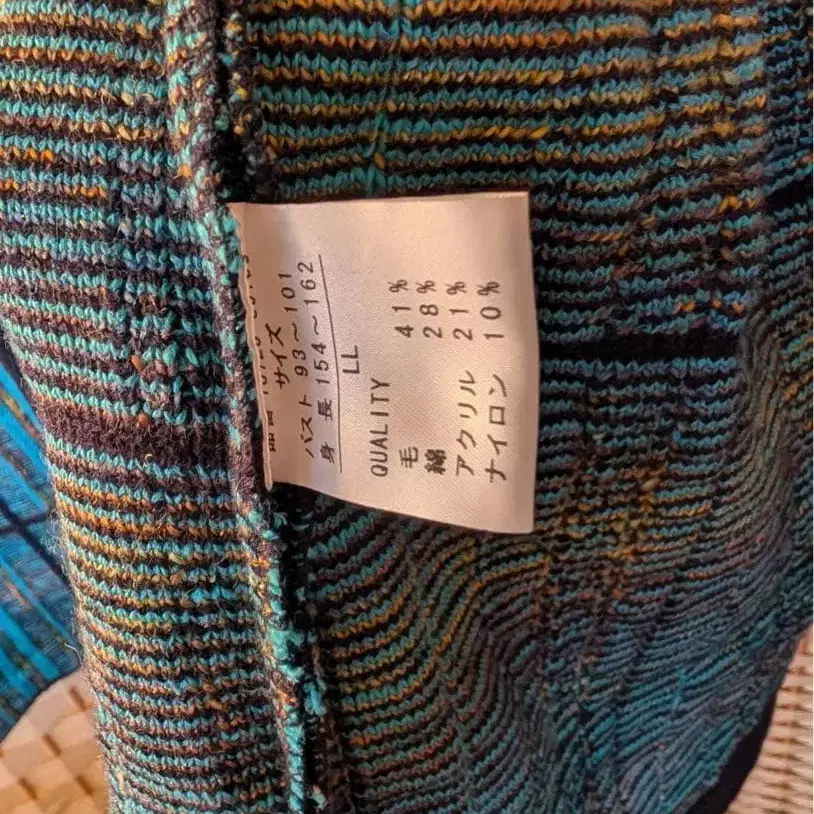 サイズ
バスト 93～101
身 長 154～162
LL
QUALITY
毛 41%
綿 28%
アクリル 21%
ナイロン 10%